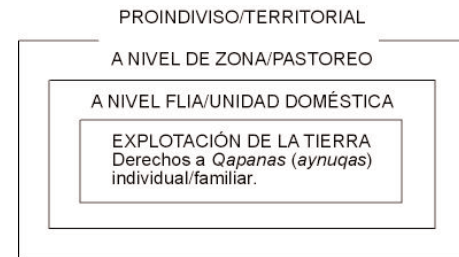 PROINDIVISO/TERRITORIAL
A NIVEL DE ZONA/PASTOREO
A NIVEL FLIA/UNIDAD DOMÉSTICA
EXPLOTACIÓN DE LA TIERRA
Derechos a Qapanas (aynuqas)
individual/familiar.